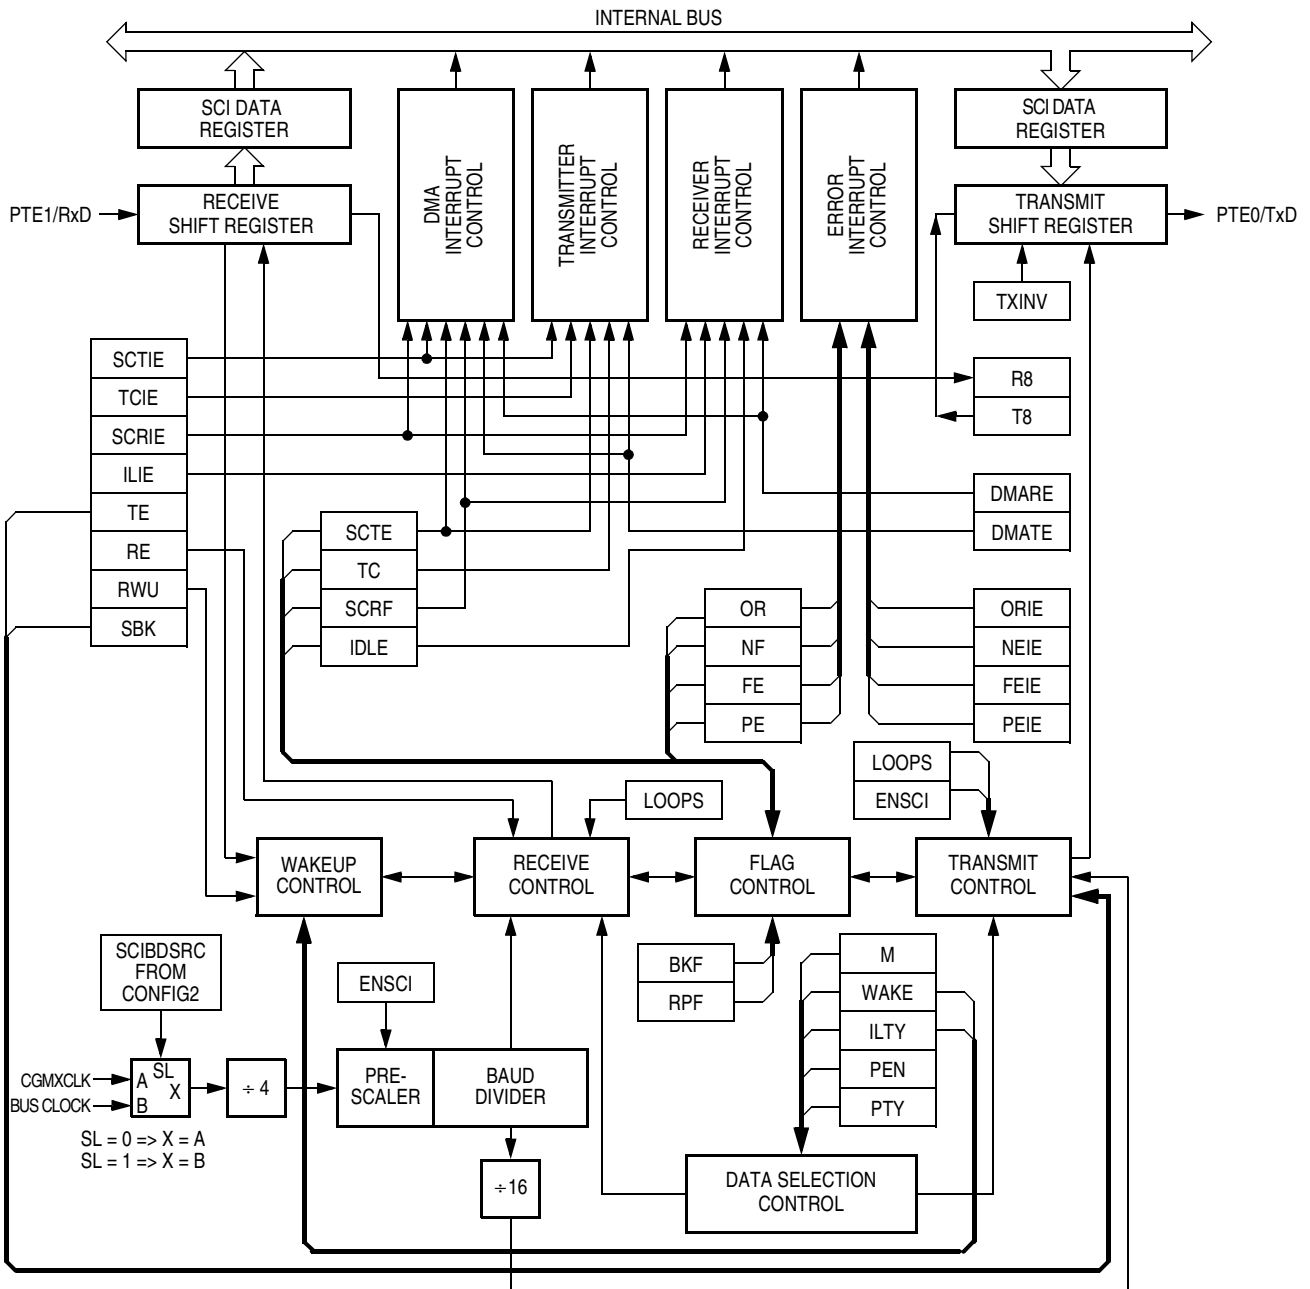 INTERNAL BUS
SCI DATA
REGISTER
DMA
INTERRUPT
CONTROL
TRANSMITTER
INTERRUPT
CONTROL
RECEIVER
INTERRUPT
CONTROL
ERROR
INTERRUPT
CONTROL
SCI DATA
REGISTER
PTE1/RxD
RECEIVE
SHIFT REGISTER
TRANSMIT
SHIFT REGISTER
PTE0/TxD
TXINV
SCTIE
TCIE
SCRIE
ILIE
TE
RE
RWU
SBK
R8
T8
DMARE
DMATE
SCTE
TC
SCRF
IDLE
OR
NF
FE
PE
ORIE
NEIE
FEIE
PEIE
LOOPS
LOOPS
ENSCI
WAKEUP
CONTROL
RECEIVE
CONTROL
FLAG
CONTROL
TRANSMIT
CONTROL
SCIBDSRC
FROM
CONFIG2
ENSCI
BKF
RPF
M
WAKE
ILTY
PEN
PTY
CGMXCLK
BUS CLOCK
SL
A
X
B
÷ 4
PRE-
SCALER
BAUD
DIVIDER
SL = 0 => X = A
SL = 1 => X = B
÷16
DATA SELECTION
CONTROL